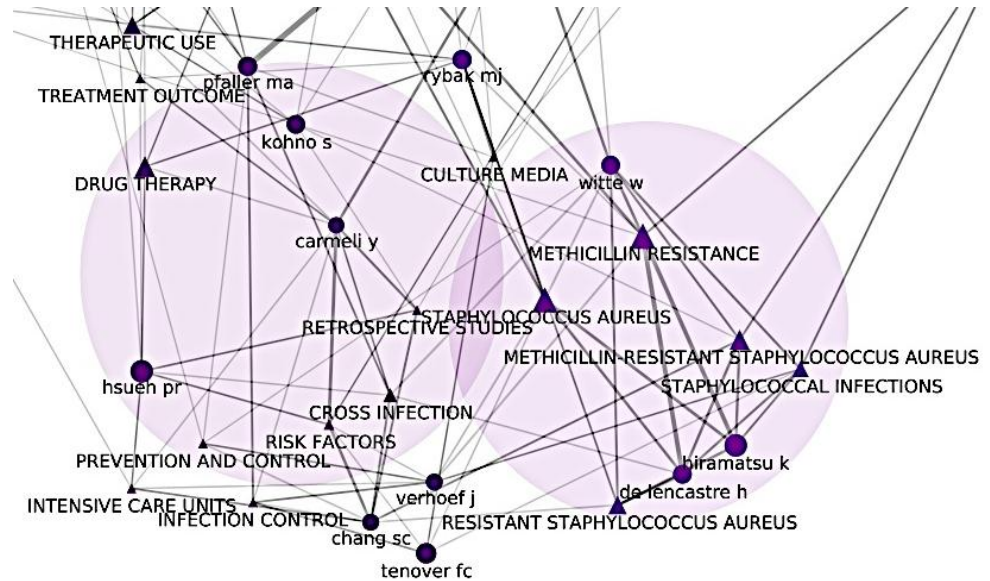 THERAPEUTIC USE
pfaller ma
rybak mj
TREATMENT OUTCOME
kohno s
CULTURE MEDIA
witte w
DRUG THERAPY
carmeli y
METHICILLIN RESISTANCE
STAPHYLOCOCCUS AUREUS
RETROSPECTIVE STUDIES
METHICILLIN-RESISTANT STAPHYLOCOCCUS AUREUS
hsueh pr
STAPHYLOCOCCAL INFECTIONS
CROSS INFECTION
RISK FACTORS
PREVENTION AND CONTROL
hiramatsu k
de lencastre h
verhoef j
INTENSIVE CARE UNITS
INFECTION CONTROL
RESISTANT STAPHYLOCOCCUS AUREUS
chang sc
tenover fc